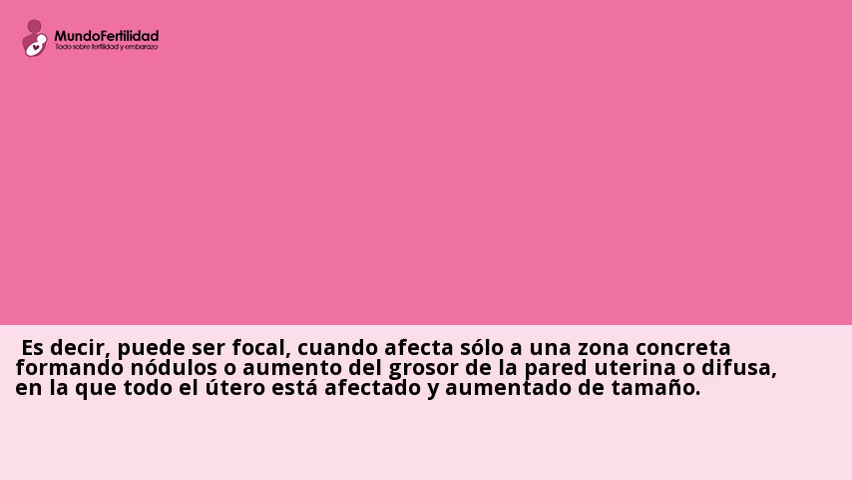 MundoFertilidad
Todo sobre fertilidad y embarazo
Es decir, puede ser focal, cuando afecta sólo a una zona concreta
formando nódulos o aumento del grosor de la pared uterina o difusa,
en la que todo el útero está afectado y aumentado de tamaño.